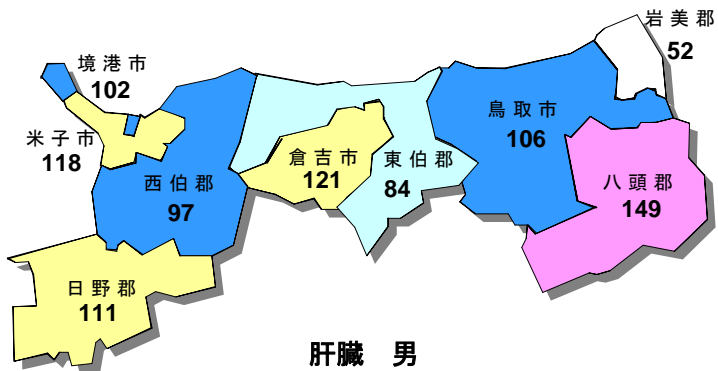 岩美郡
52
境港市
102
鳥取市
106
米子市
118
倉吉市
121
東伯郡
84
八頭郡
149
西伯郡
97
日野郡
111
肝臓 男